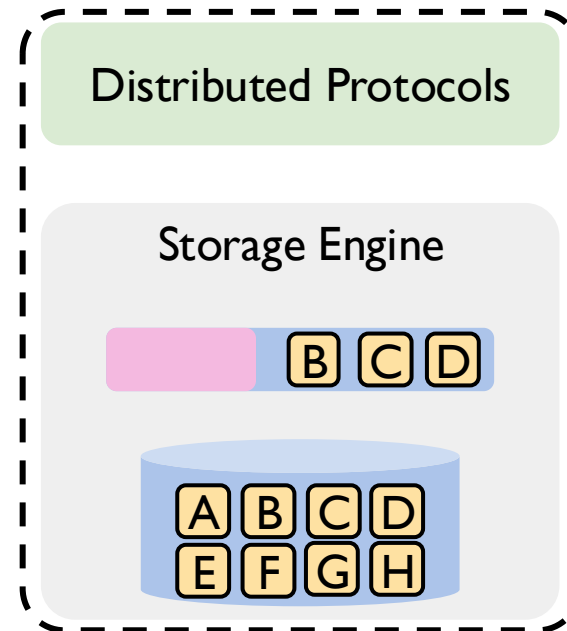 Distributed Protocols
Storage Engine
B C D
A B C D
E F G H